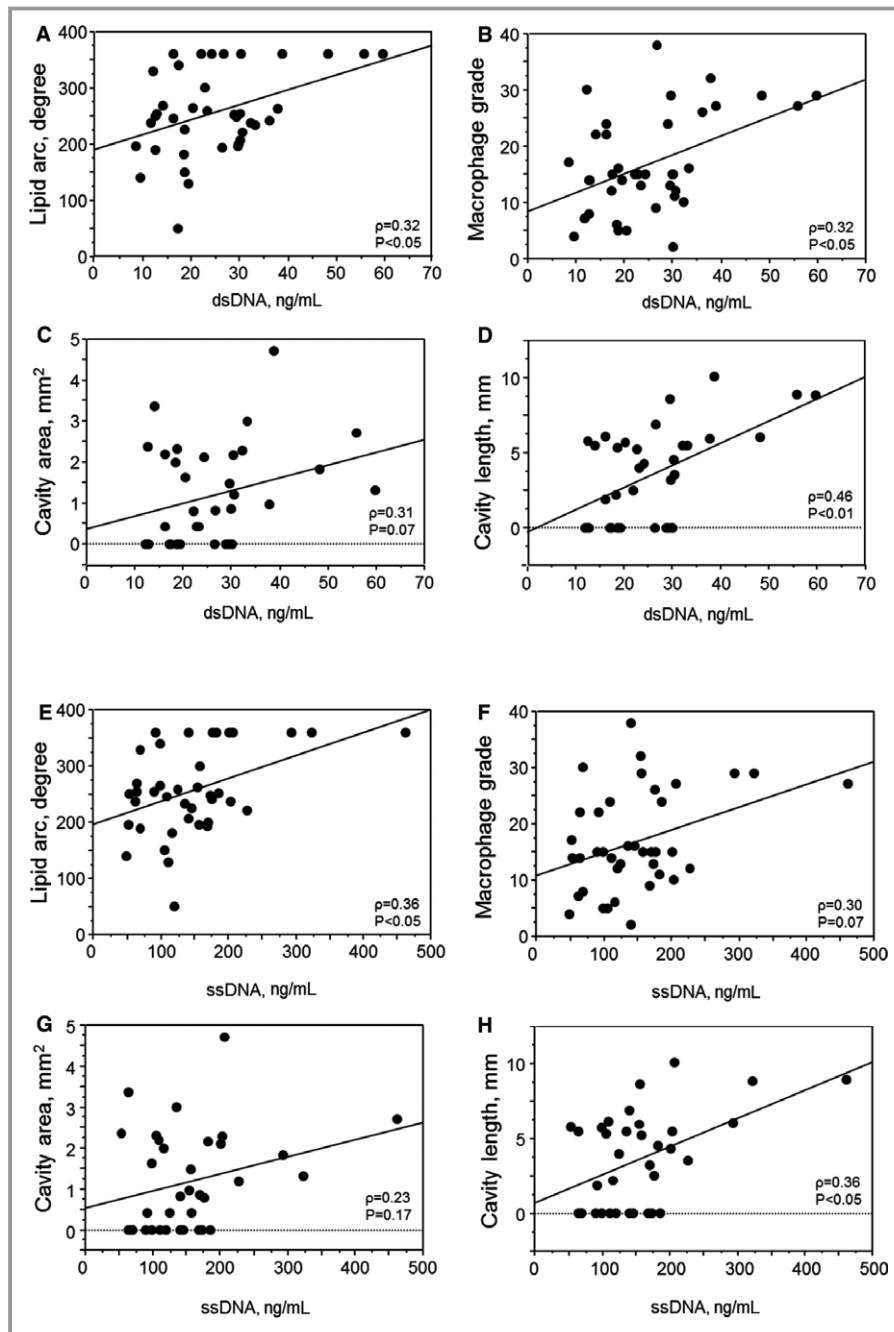 A
400
300
200
100
0
Lipid arc, degree
ρ=0.32
P<0.05
0 10 20 30 40 50 60 70
dsDNA, ng/mL
B
40
30
20
10
0
Macrophage grade
ρ=0.32
P<0.05
0 10 20 30 40 50 60 70
dsDNA, ng/mL
C
5
4
3
2
1
0
Cavity area, mm²
ρ=0.31
P=0.07
0 10 20 30 40 50 60 70
dsDNA, ng/mL
D
10
5
0
Cavity length, mm
ρ=0.46
P<0.01
0 10 20 30 40 50 60 70
dsDNA, ng/mL
E
400
300
200
100
0
Lipid arc, degree
ρ=0.36
P<0.05
0 100 200 300 400 500
ssDNA, ng/mL
F
40
30
20
10
0
Macrophage grade
ρ=0.30
P=0.07
0 100 200 300 400 500
ssDNA, ng/mL
G
5
4
3
2
1
0
Cavity area, mm²
ρ=0.23
P=0.17
0 100 200 300 400 500
ssDNA, ng/mL
H
10
5
0
Cavity length, mm
ρ=0.36
P<0.05
0 100 200 300 400 500
ssDNA, ng/mL